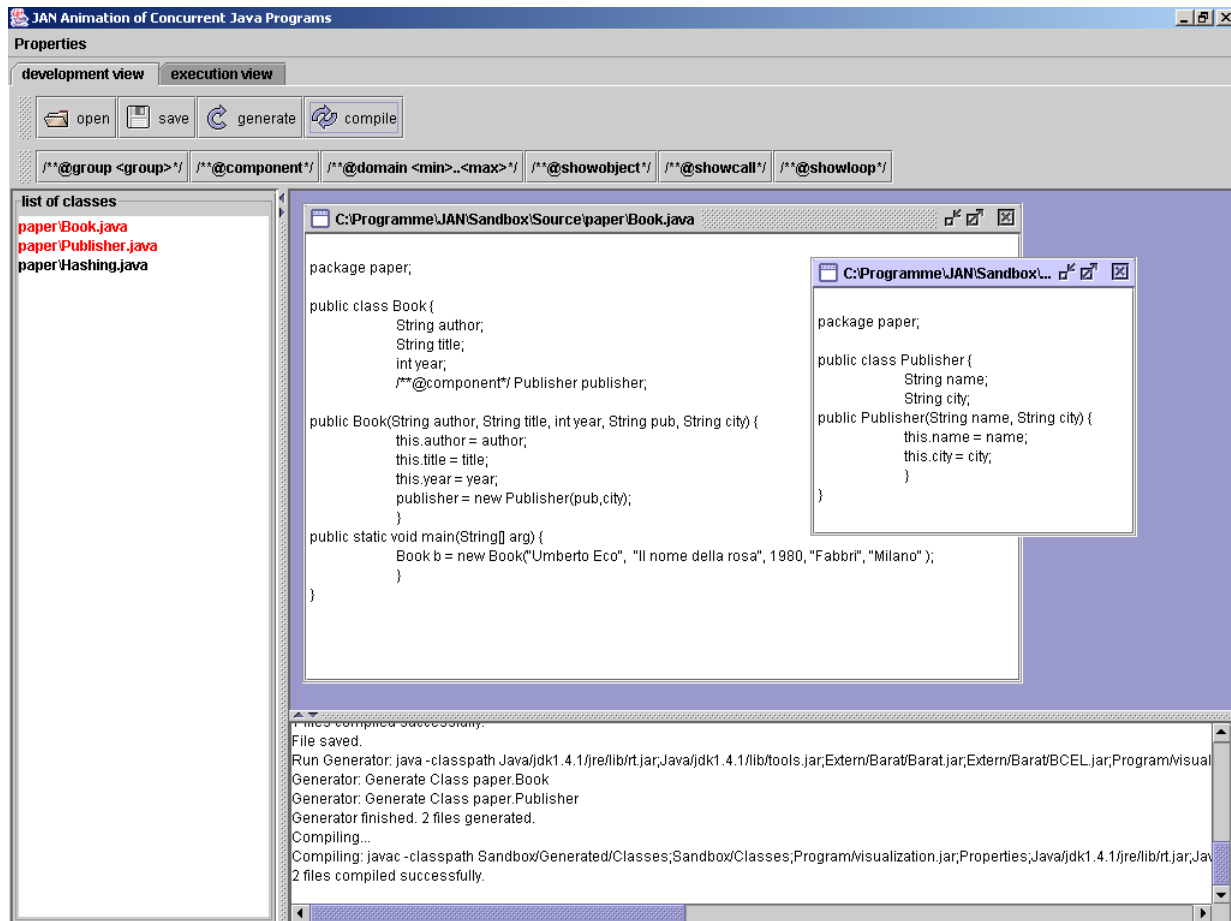 JAN Animation of Concurrent Java Programs
Properties
development view execution view
open save generate compile
/**@group <group>*/ /**@component*/ /**@domain <min>..<max>*/ /**@showobject*/ /**@showcall*/ /**@showloop*/
list of classes
paper\Book.java
paper\Publisher.java
paper\Hashing.java
C:\Programme\JAN\Sandbox\Source\paper\Book.java
package paper;
public class Book {
String author;
String title;
int year;
/**@component*/ Publisher publisher;
public Book(String author, String title, int year, String pub, String city) {
this.author = author;
this.title = title;
this.year = year;
publisher = new Publisher(pub,city);
}
public static void main(String[] arg) {
Book b = new Book("Umberto Eco", "Il nome della rosa", 1980, "Fabbri", "Milano" );
}
}
C:\Programme\JAN\Sandbox\...
package paper;
public class Publisher {
String name;
String city;
public Publisher(String name, String city) {
this.name = name;
this.city = city;
}
}
files compiled successfully.
File saved.
Run Generator: java -classpath Java/jdk1.4.1/jre/lib/rt.jar;Java/jdk1.4.1/lib/tools.jar;Extern/Barat/Barat.jar;Extern/Barat/BCEL.jar;Program/visual
Generator: Generate Class paper.Book
Generator: Generate Class paper.Publisher
Generator finished. 2 files generated.
Compiling...
Compiling: javac -classpath Sandbox/Generated/Classes;Sandbox/Classes;Program/visualization.jar;Properties;Java/jdk1.4.1/jre/lib/rt.jar;Jav
2 files compiled successfully.